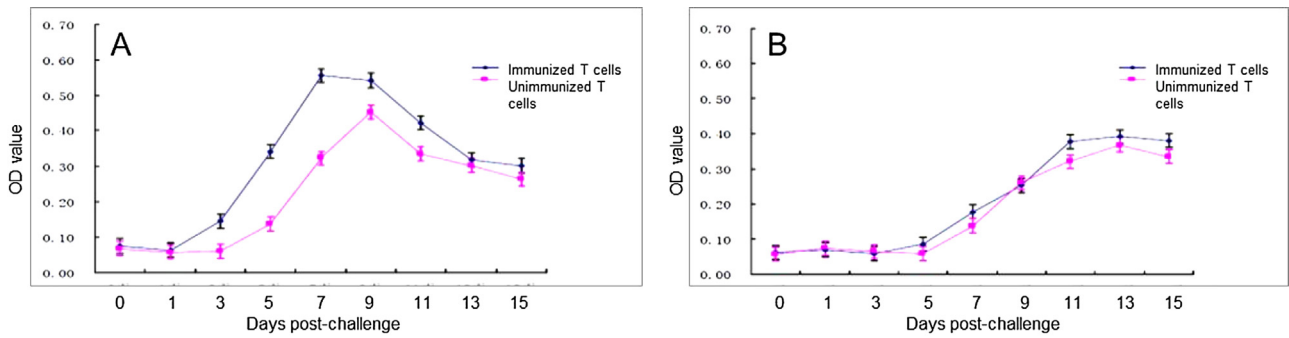 A
0. 70
0. 60
0. 50
0. 40
0. 30
0. 20
0. 10
0. 00
OD value
Immunized T cells
Unimmunized T
cells
0 1 3 5 7 9 11 13 15
Days post-challenge
B
0. 70
0. 60
0. 50
0. 40
0. 30
0. 20
0. 10
0. 00
OD value
Immunized T cells
Unimmunized T
cells
0 1 3 5 7 9 11 13 15
Days post-challenge